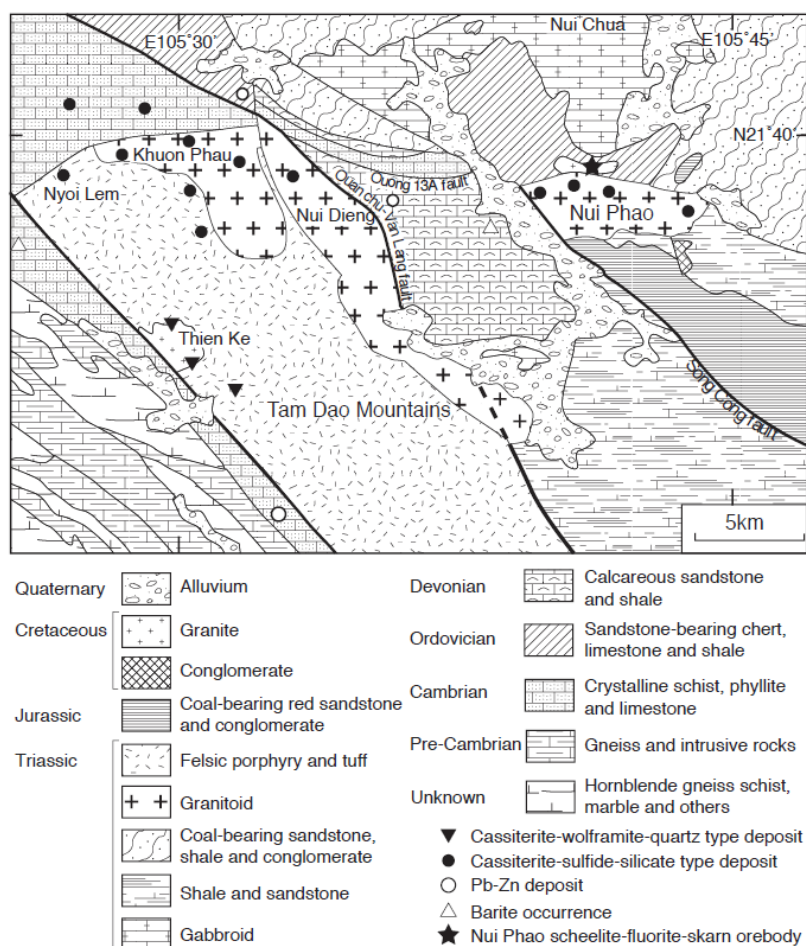 Nui Chua
E105˚30'
E105˚45'
N21˚40'
Khuon Phau
Nyoi Lem
Nui Dieng
Quan chu-Van Lang fault
Quong 13A fault
Nui Phao
Thien Ke
Tam Dao Mountains
Song Cong fault
5km
Quaternary
Alluvium
Cretaceous
Granite
Conglomerate
Jurassic
Coal-bearing red sandstone
and conglomerate
Triassic
Felsic porphyry and tuff
Granitoid
Coal-bearing sandstone,
shale and conglomerate
Shale and sandstone
Gabbroid
Devonian
Calcareous sandstone
and shale
Ordovician
Sandstone-bearing chert,
limestone and shale
Cambrian
Crystalline schist, phyllite
and limestone
Pre-Cambrian
Gneiss and intrusive rocks
Unknown
Hornblende gneiss schist,
marble and others
Cassiterite-wolframite-quartz type deposit
Cassiterite-sulfide-silicate type deposit
Pb-Zn deposit
Barite occurrence
Nui Phao scheelite-fluorite-skarn orebody